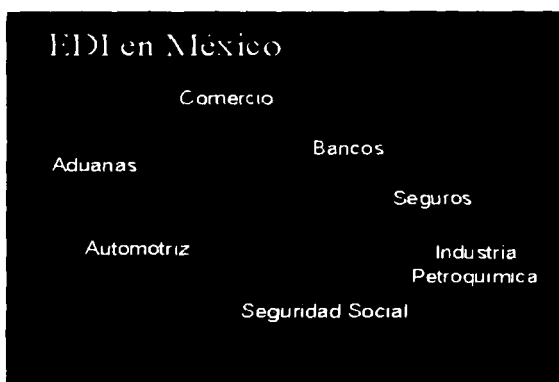 EDI en México
Comercio
Bancos
Aduanas
Seguros
Automotriz
Industria
Petroquimica
Seguridad Social